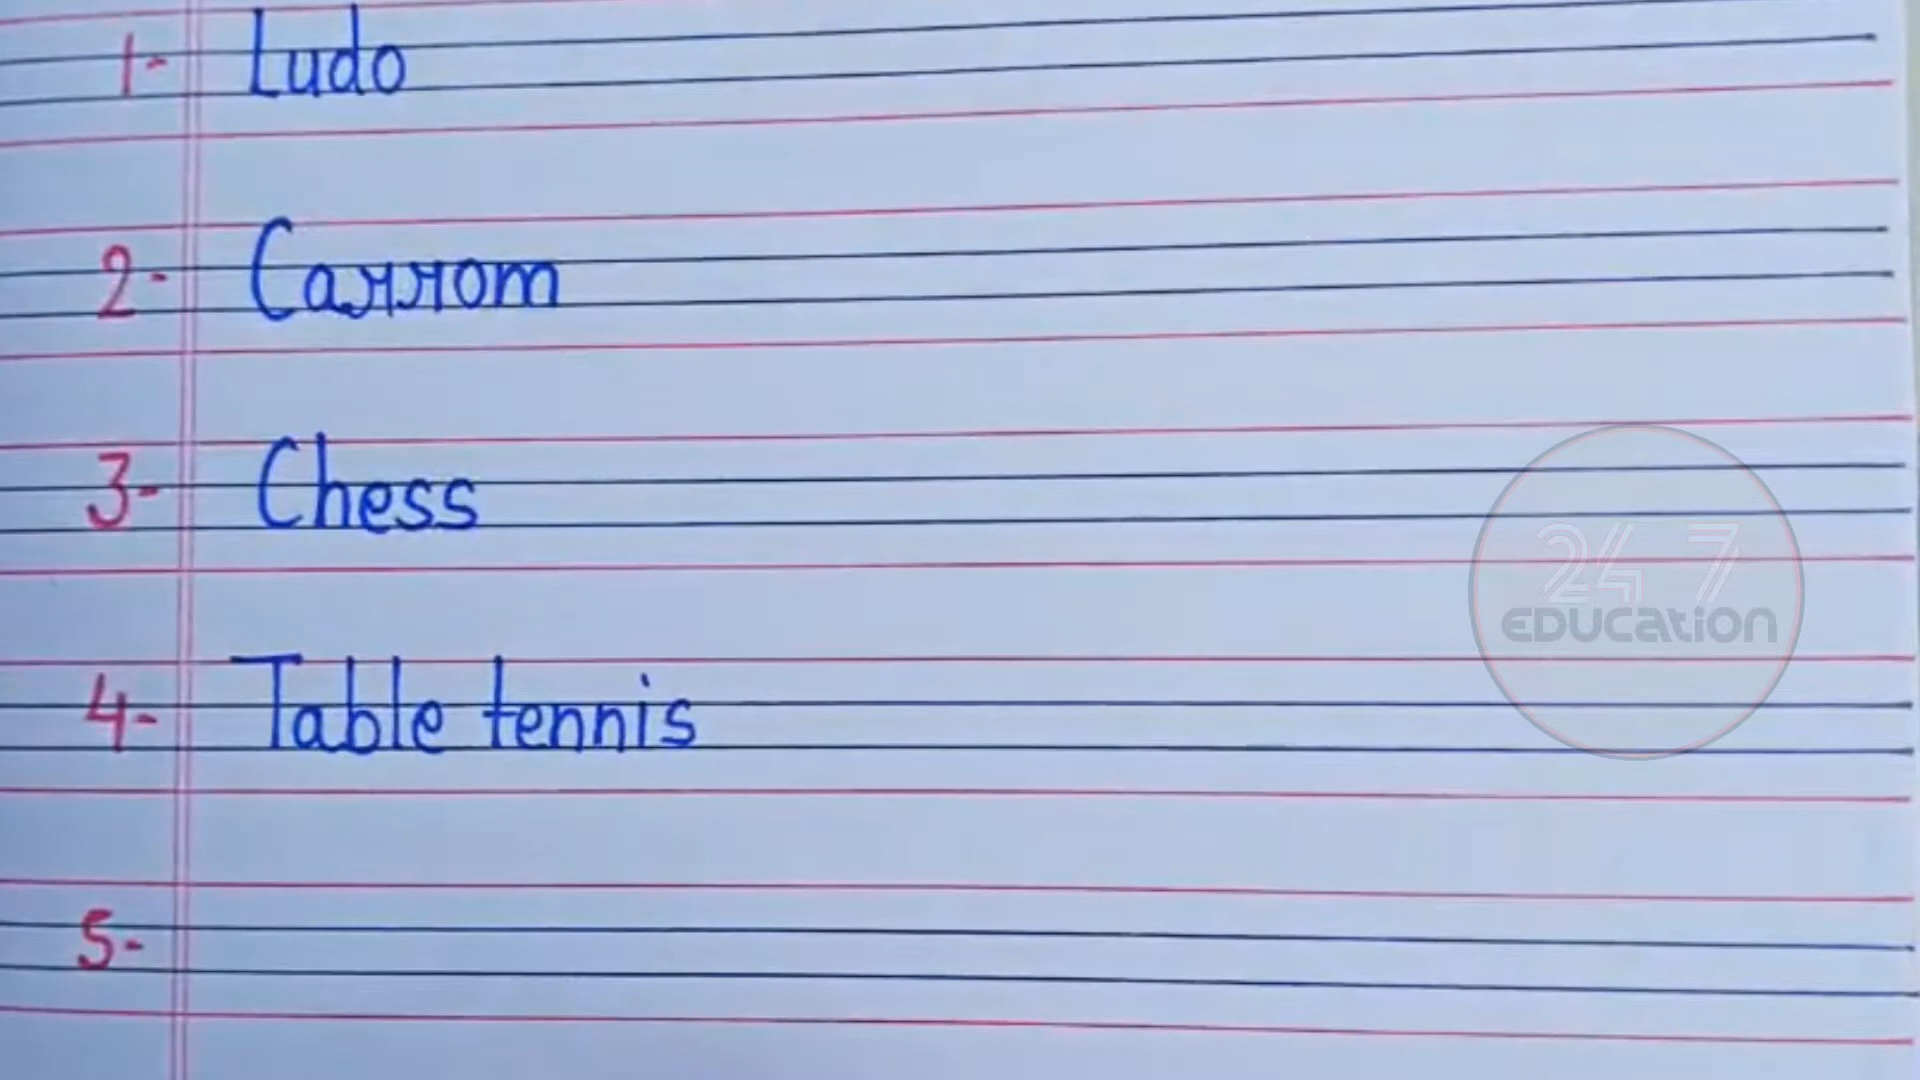 1- Ludo
2- Carrom
3- Chess
4- Table tennis
5-
24 7
EDUCATION